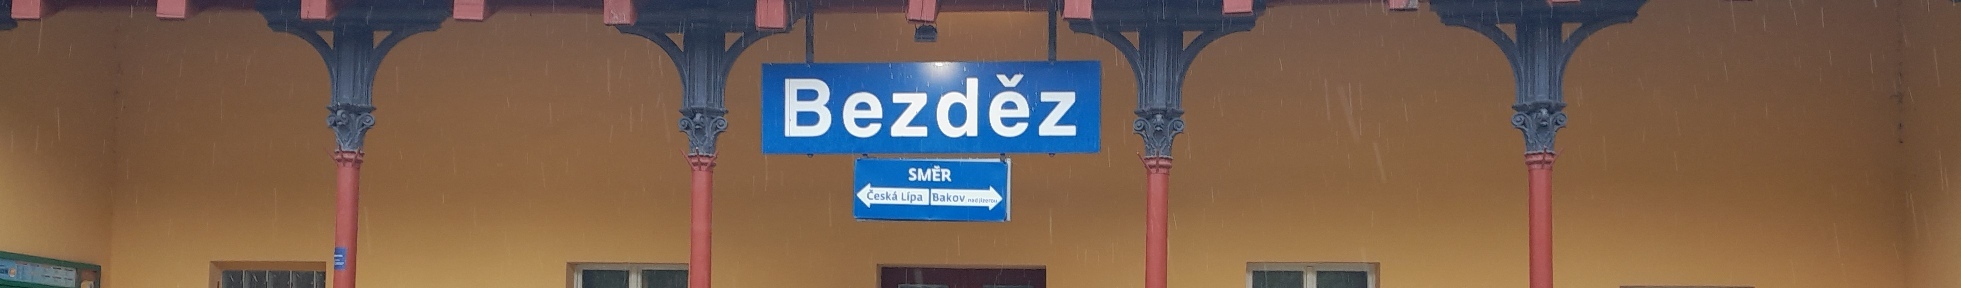 Bezděz
SMĚR
Česká Lípa Bakov nad Jizerou